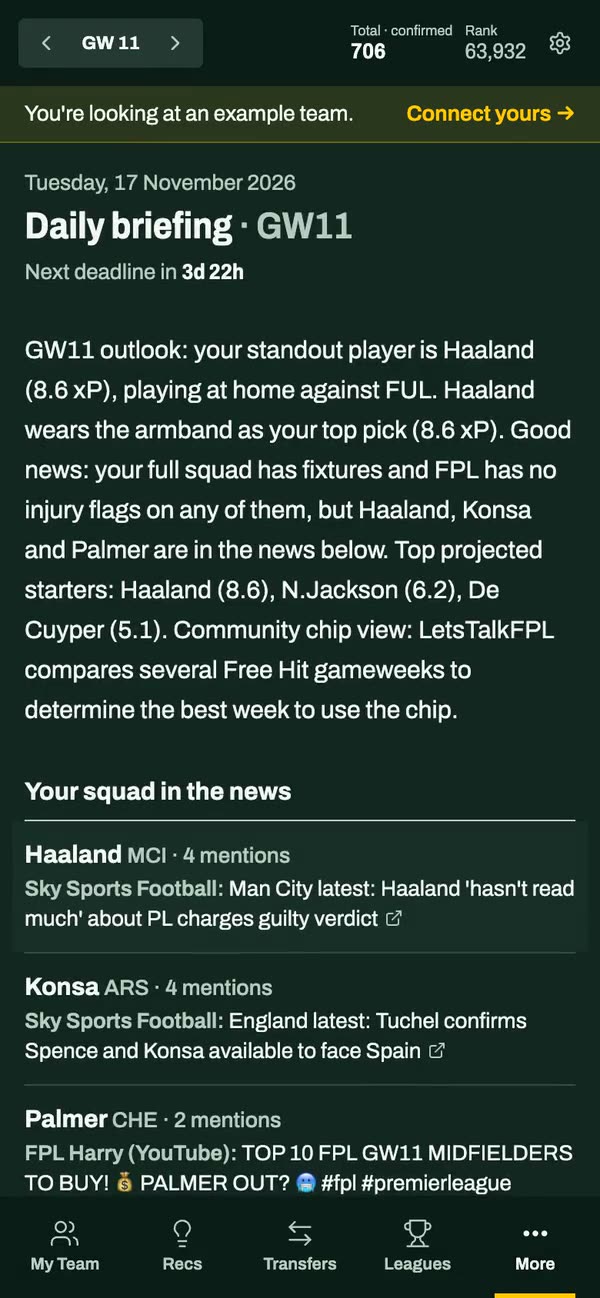 GW 11
Total · confirmed
706
Rank
63,932
You're looking at an example team.
Connect yours →
Tuesday, 17 November 2026
Daily briefing · GW11
Next deadline in 3d 22h
GW11 outlook: your standout player is Haaland
(8.6 xP), playing at home against FUL. Haaland
wears the armband as your top pick (8.6 xP). Good
news: your full squad has fixtures and FPL has no
injury flags on any of them, but Haaland, Konsa
and Palmer are in the news below. Top projected
starters: Haaland (8.6), N.Jackson (6.2), De
Cuyper (5.1). Community chip view: LetsTalkFPL
compares several Free Hit gameweeks to
determine the best week to use the chip.
Your squad in the news
Haaland MCI · 4 mentions
Sky Sports Football: Man City latest: Haaland 'hasn't read
much' about PL charges guilty verdict
Konsa ARS · 4 mentions
Sky Sports Football: England latest: Tuchel confirms
Spence and Konsa available to face Spain
Palmer CHE · 2 mentions
FPL Harry (YouTube): TOP 10 FPL GW11 MIDFIELDERS
TO BUY! 💰 PALMER OUT? 🥶 #fpl #premierleague
My Team
Recs
Transfers
Leagues
More